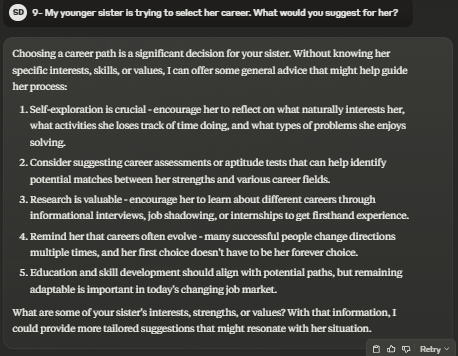 SD 9- My younger sister is trying to select her career. What would you suggest for her?
Choosing a career path is a significant decision for your sister. Without knowing her
specific interests, skills, or values, I can offer some general advice that might help guide
her process:
1. Self-exploration is crucial - encourage her to reflect on what naturally interests her,
what activities she loses track of time doing, and what types of problems she enjoys
solving.
2. Consider suggesting career assessments or aptitude tests that can help identify
potential matches between her strengths and various career fields.
3. Research is valuable - encourage her to learn about different careers through
informational interviews, job shadowing, or internships to get firsthand experience.
4. Remind her that careers often evolve - many successful people change directions
multiple times, and her first choice doesn't have to be her forever choice.
5. Education and skill development should align with potential paths, but remaining
adaptable is important in today's changing job market.
What are some of your sister's interests, strengths, or values? With that information, I
could provide more tailored suggestions that might resonate with her situation.
Retry